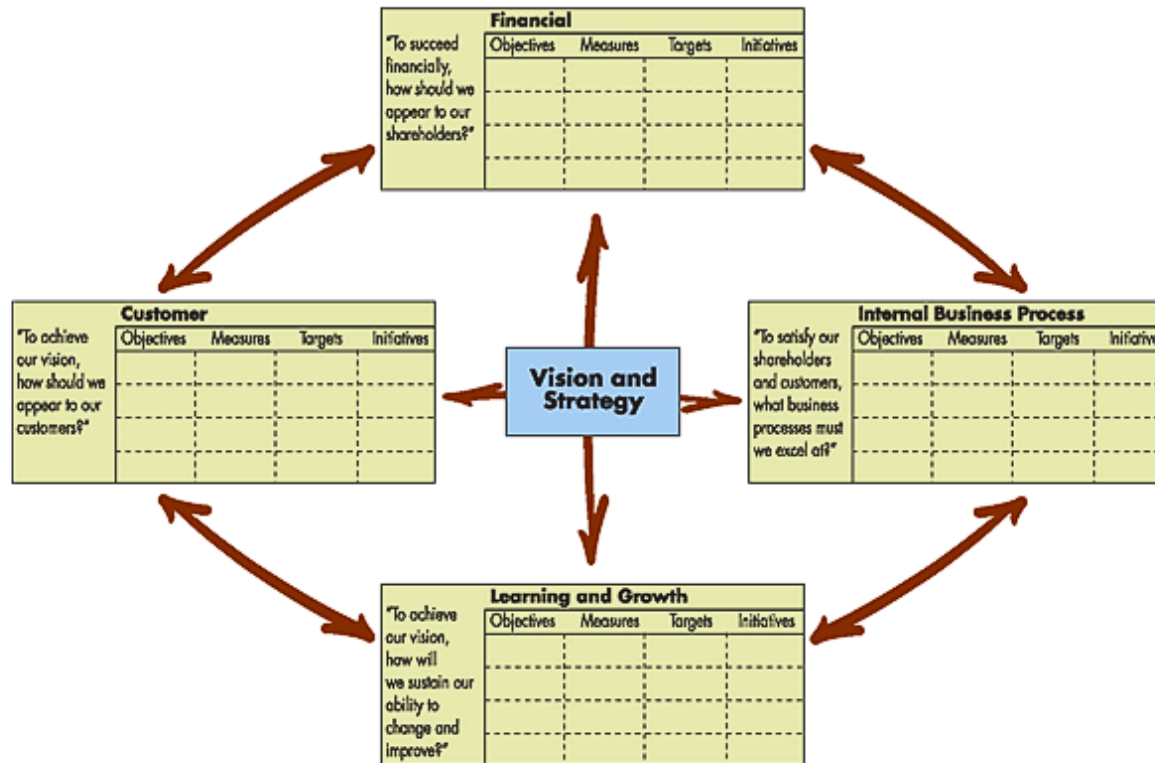 Financial
"To succeed
financially,
how should we
appear to our
shareholders?"
Objectives Measures Targets Initiatives
Customer
"To achieve
our vision,
how should we
appear to our
customers?"
Objectives Measures Targets Initiatives
Vision and
Strategy
Internal Business Process
"To satisfy our
shareholders
and customers,
what business
processes must
we excel at?"
Objectives Measures Targets Initiatives
Learning and Growth
"To achieve
our vision,
how will
we sustain our
ability to
change and
improve?"
Objectives Measures Targets Initiatives